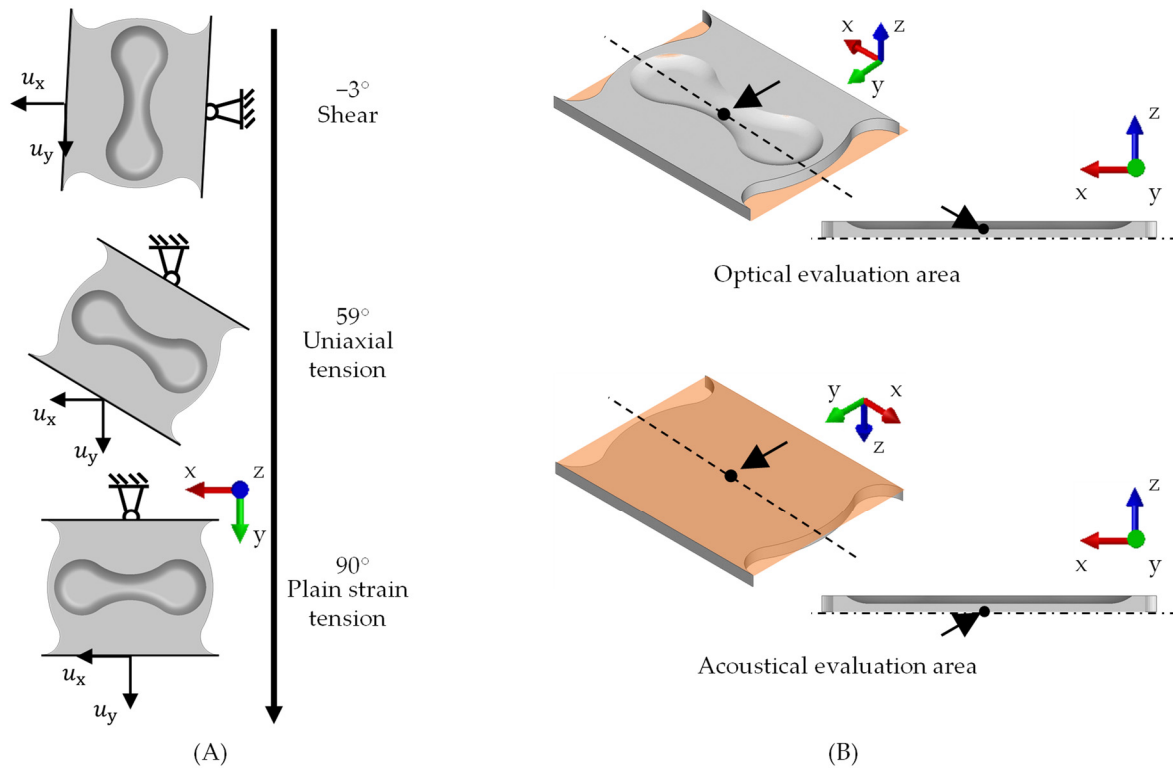 u_x
u_y
−3°
Shear
u_x
u_y
59°
Uniaxial
tension
x
z
y
u_x
u_y
90°
Plain strain
tension
(A)
x
z
y
z
x
y
Optical evaluation area
y
x
z
z
x
y
Acoustical evaluation area
(B)